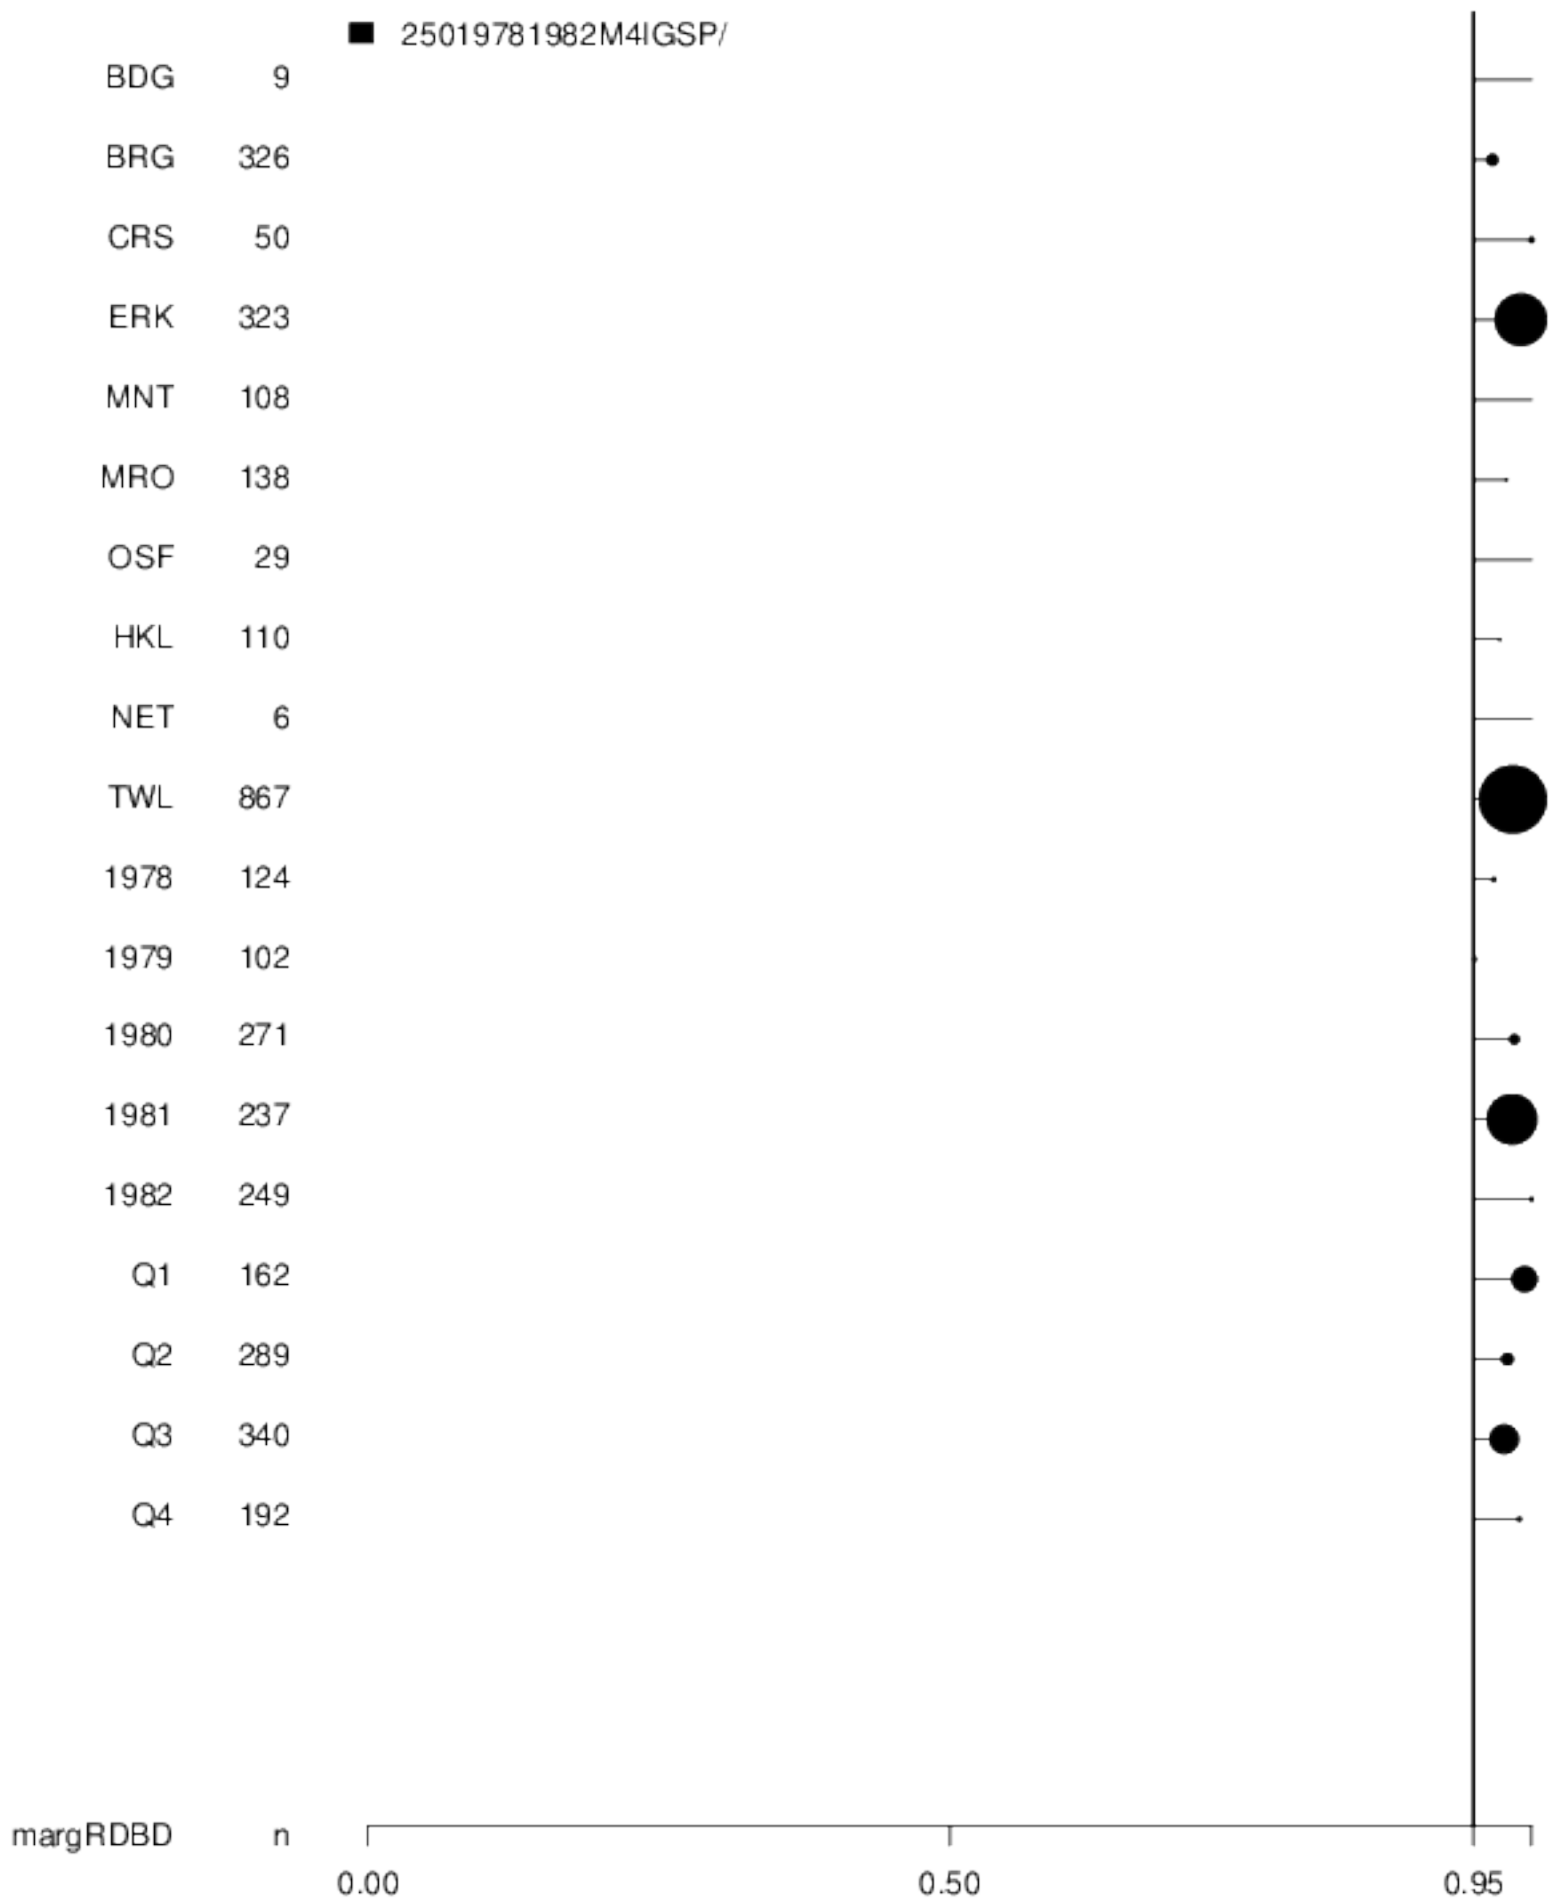 25019781982M4IGSP/
BDG 9
BRG 326
CRS 50
ERK 323
MNT 108
MRO 138
OSF 29
HKL 110
NET 6
TWL 867
1978 124
1979 102
1980 271
1981 237
1982 249
Q1 162
Q2 289
Q3 340
Q4 192
margRDBD n
0.00 0.50 0.95